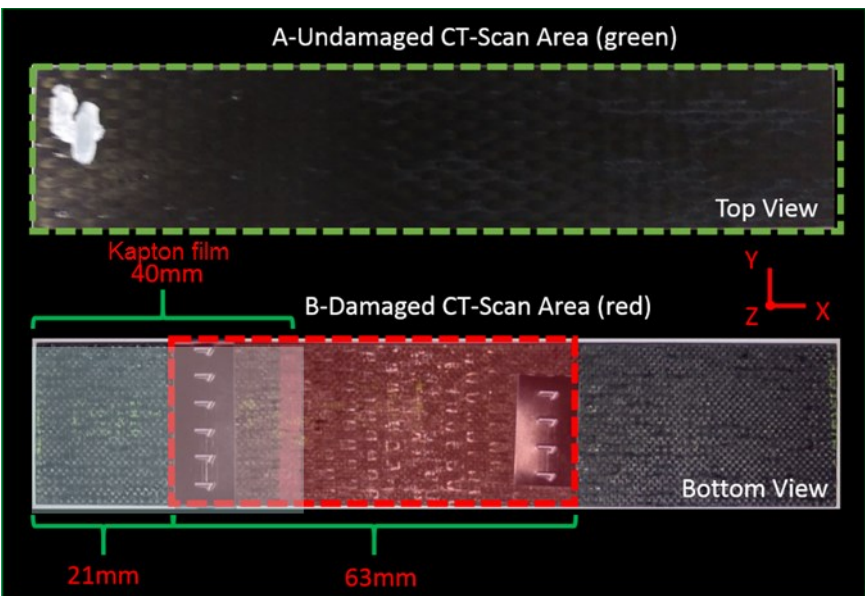 A-Undamaged CT-Scan Area (green)
Top View
Kapton film
40mm
B-Damaged CT-Scan Area (red)
Y
Z
X
Bottom View
21mm
63mm